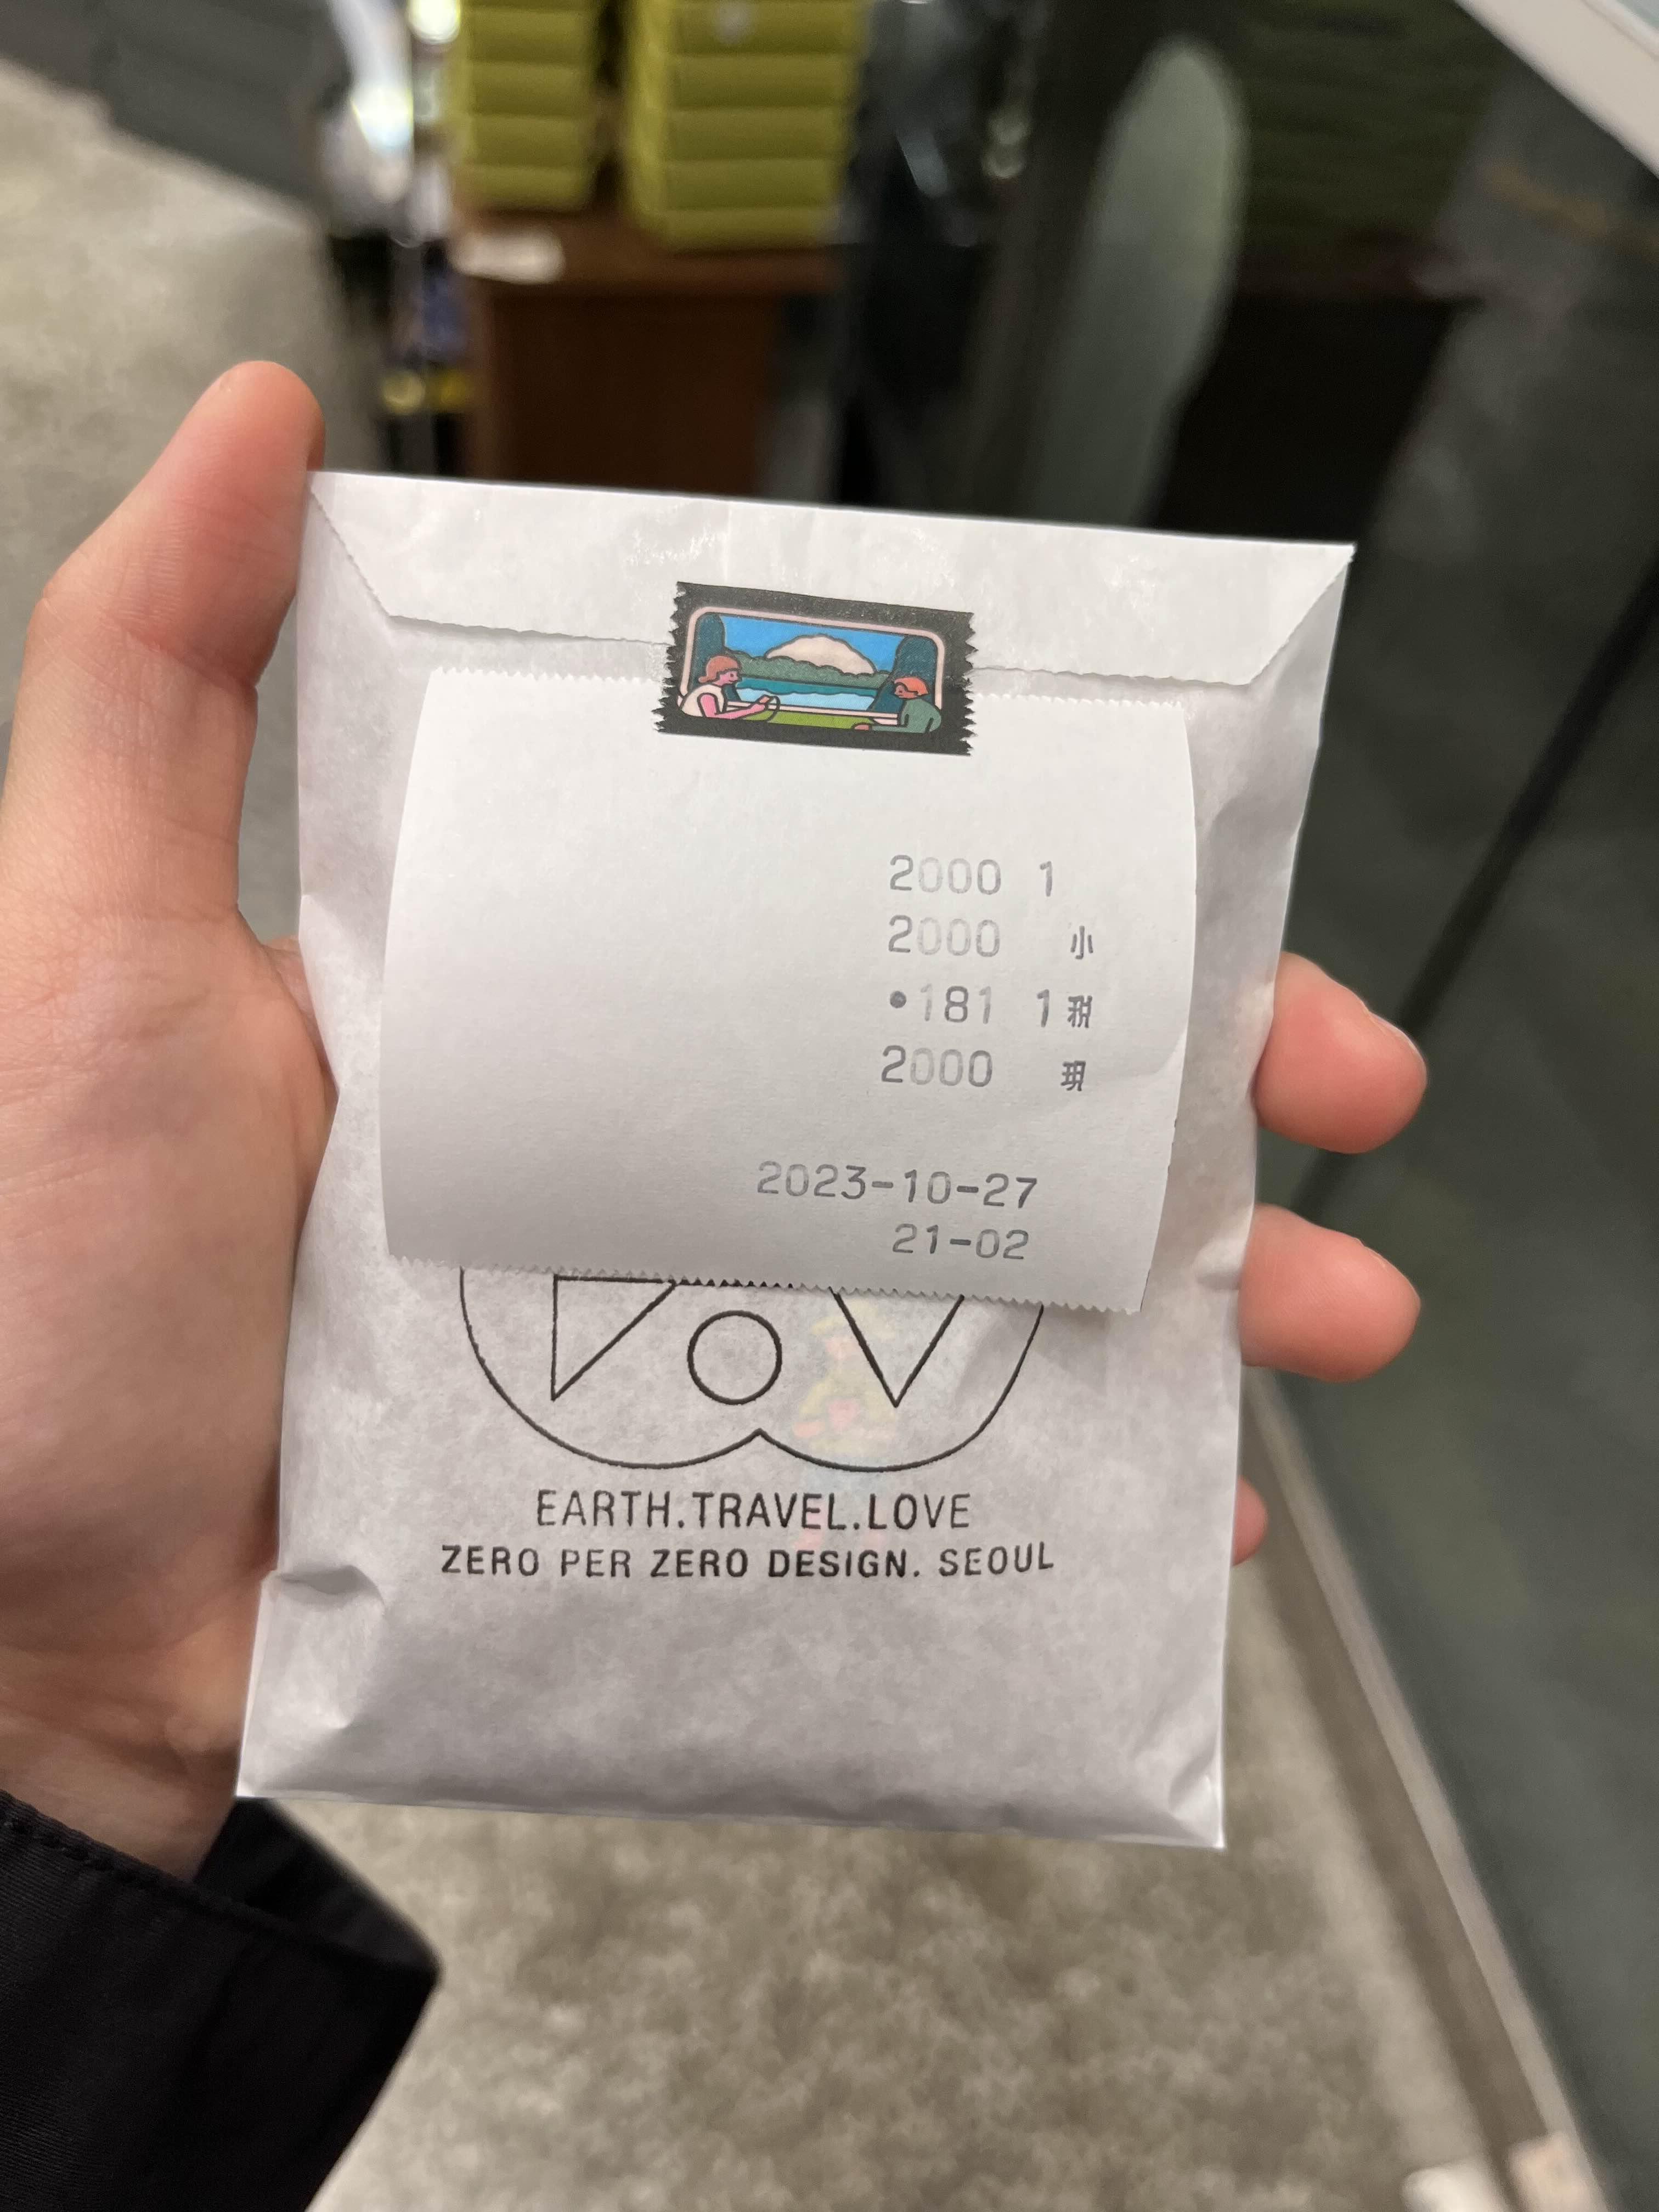 2000 1
2000 小
•181 1税
2000 現
2023-10-27
21-02
EARTH.TRAVEL.LOVE
ZERO PER ZERO DESIGN. SEOUL